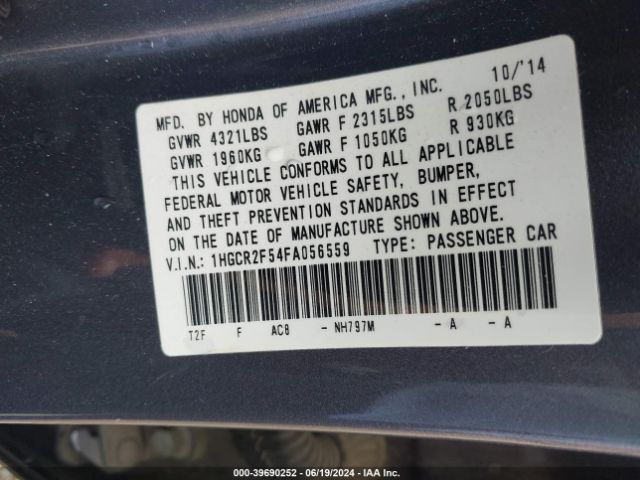 MFD. BY HONDA OF AMERICA MFG., INC. 10/'14
GVWR 4321LBS GAWR F 2315LBS R 2050LBS
GVWR 1960KG GAWR F 1050KG R 930KG
THIS VEHICLE CONFORMS TO ALL APPLICABLE
FEDERAL MOTOR VEHICLE SAFETY, BUMPER,
AND THEFT PREVENTION STANDARDS IN EFFECT
ON THE DATE OF MANUFACTURE SHOWN ABOVE.
V.I.N.: 1HGCR2F54FA056559 TYPE: PASSENGER CAR
T2F F AC8 - NH797M - A - A
000-39690252 - 06/19/2024 - IAA Inc.